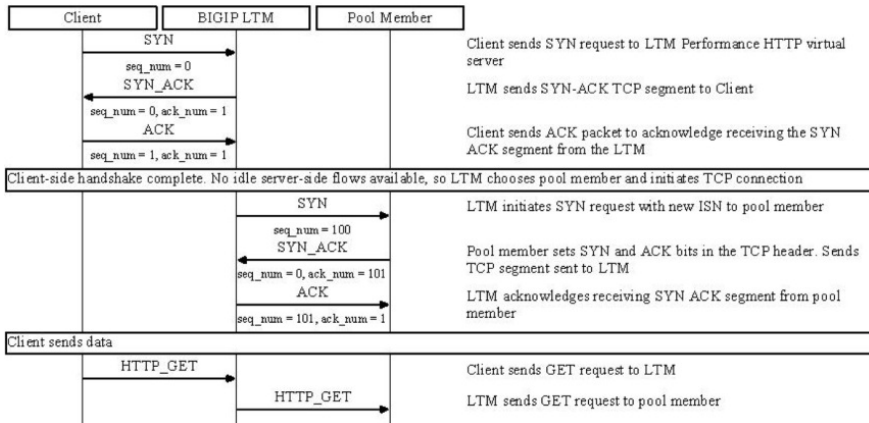 Client BIGIP LTM Pool Member
SYN
Client sends SYN request to LTM Performance HTTP virtual
server
seq_num = 0
SYN_ACK
LTM sends SYN-ACK TCP segment to Client
seq_num = 0, ack_num = 1
ACK
Client sends ACK packet to acknowledge receiving the SYN
ACK segment from the LTM
seq_num = 1, ack_num = 1
Client-side handshake complete. No idle server-side flows available, so LTM chooses pool member and initiates TCP connection
SYN
LTM initiates SYN request with new ISN to pool member
seq_num = 100
SYN_ACK
Pool member sets SYN and ACK bits in the TCP header. Sends
TCP segment sent to LTM
seq_num = 0, ack_num = 101
ACK
LTM acknowledges receiving SYN ACK segment from pool
member
seq_num = 101, ack_num = 1
Client sends data
HTTP_GET
Client sends GET request to LTM
HTTP_GET
LTM sends GET request to pool member